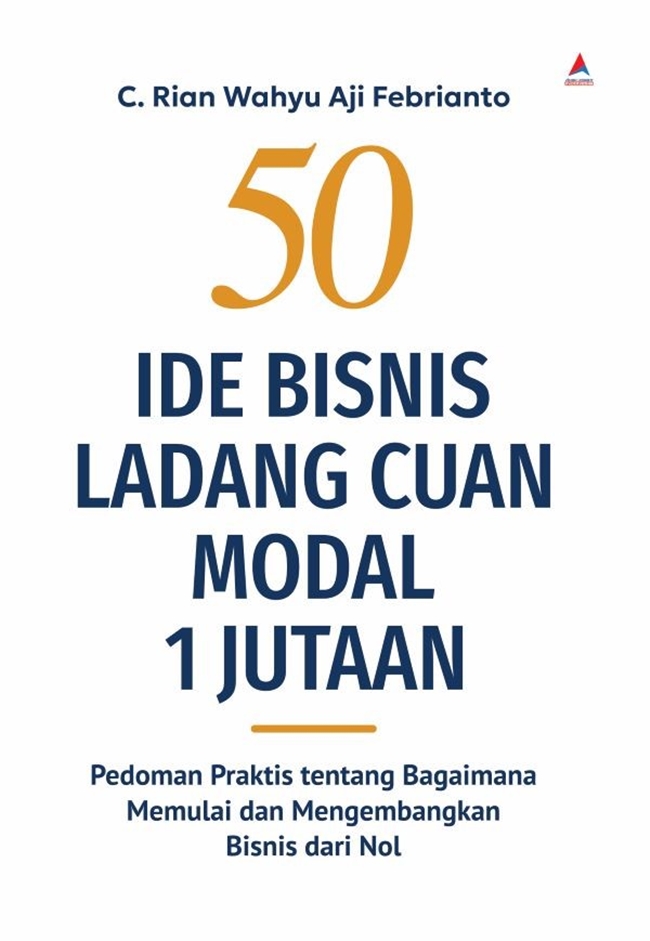 C. Rian Wahyu Aji Febrianto
50
IDE BISNIS
LADANG CUAN
MODAL
1 JUTAAN
Pedoman Praktis tentang Bagaimana
Memulai dan Mengembangkan
Bisnis dari Nol